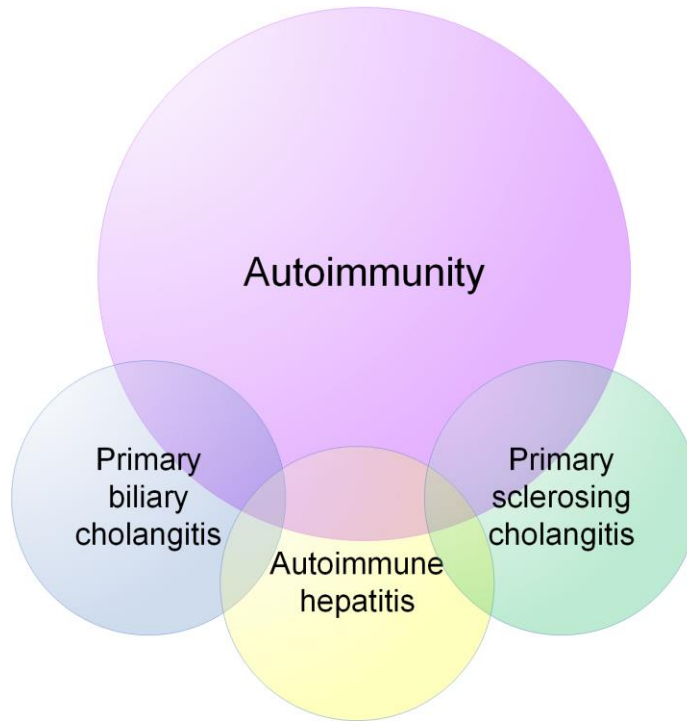 Autoimmunity
Primary
biliary
cholangitis
Autoimmune
hepatitis
Primary
sclerosing
cholangitis